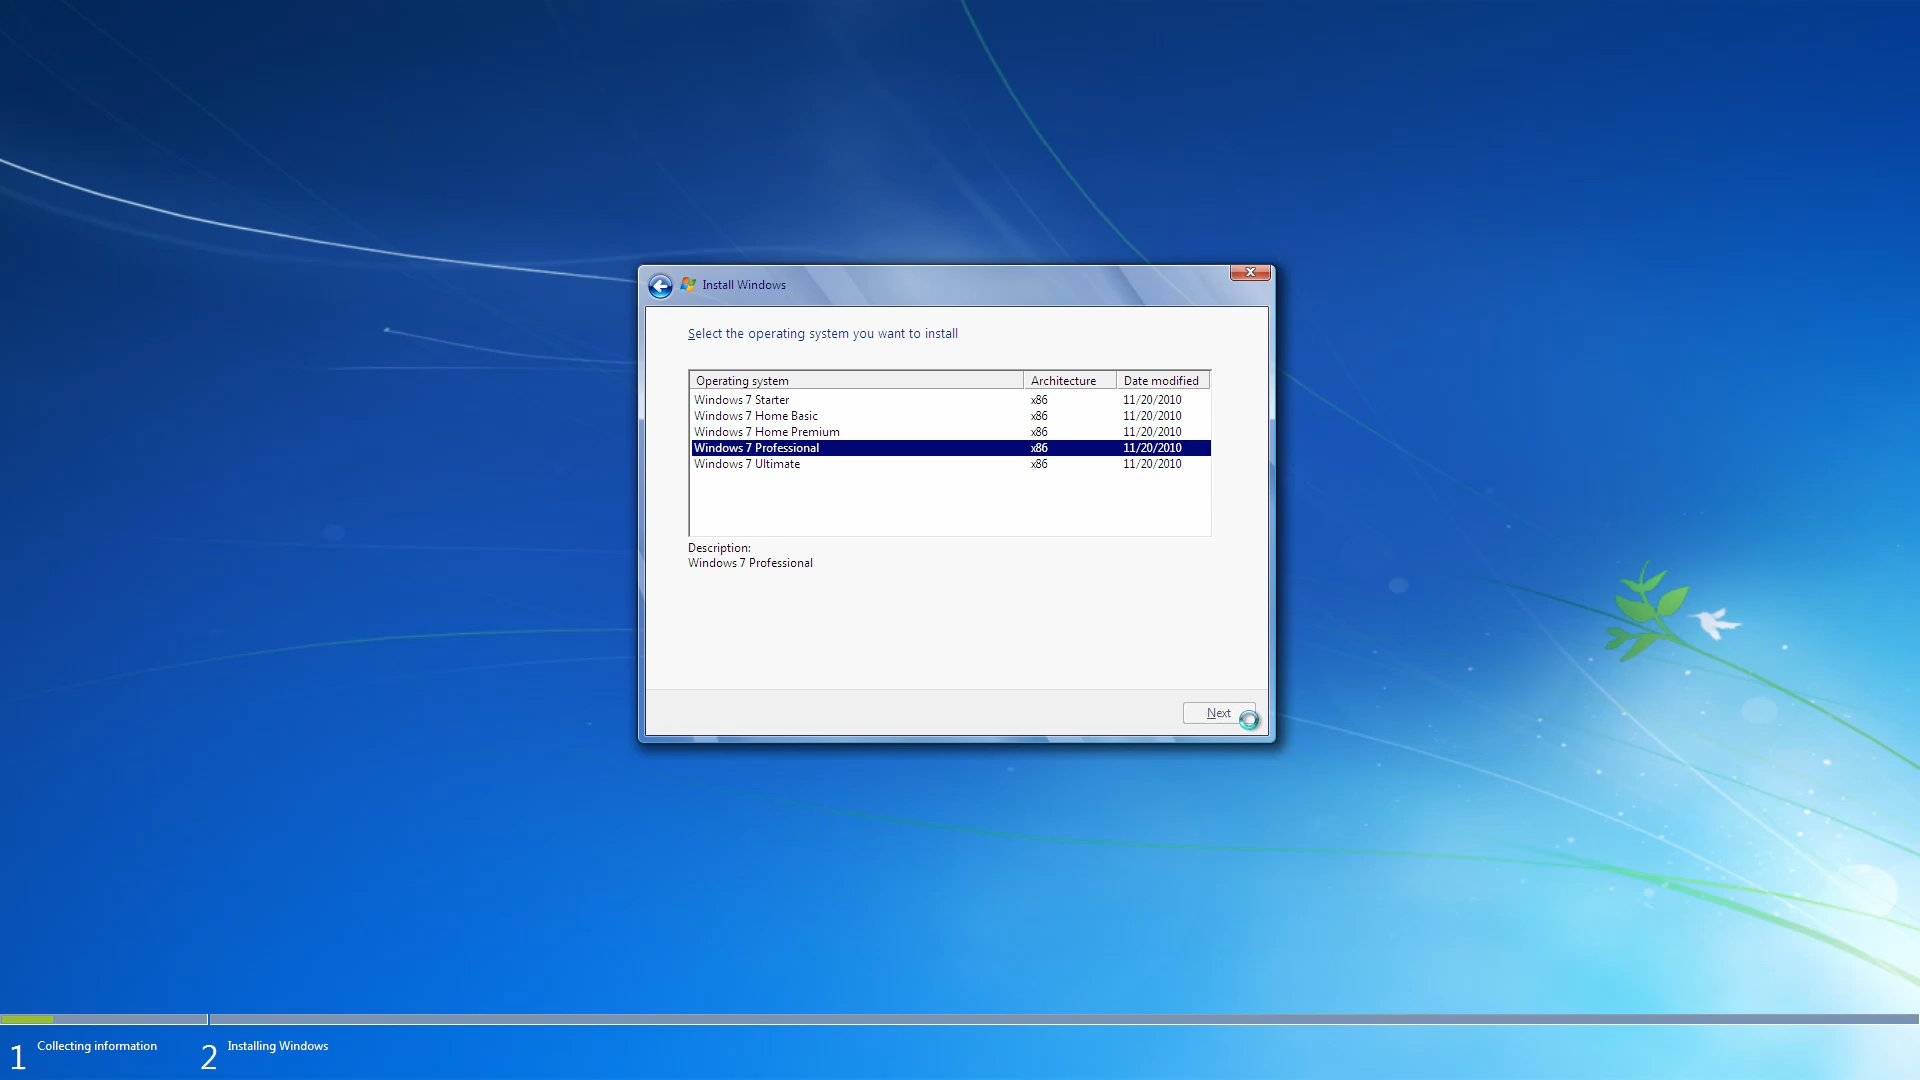 Install Windows
Select the operating system you want to install
Operating system Architecture Date modified
Windows 7 Starter x86 11/20/2010
Windows 7 Home Basic x86 11/20/2010
Windows 7 Home Premium x86 11/20/2010
Windows 7 Professional x86 11/20/2010
Windows 7 Ultimate x86 11/20/2010
Description:
Windows 7 Professional
Next
1 Collecting information 2 Installing Windows